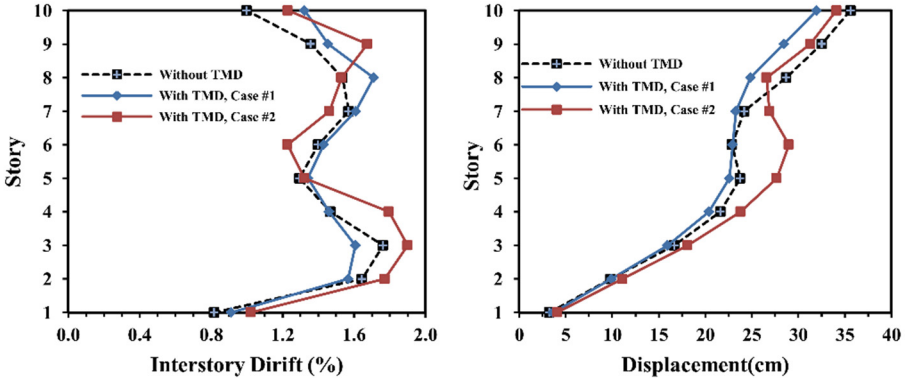 10
9
8
7
6
5
4
3
2
1
Story
Without TMD
With TMD, Case #1
With TMD, Case #2
0.0 0.4 0.8 1.2 1.6 2.0
Interstory Dirift (%)
10
9
8
7
6
5
4
3
2
1
Story
Without TMD
With TMD, Case #1
With TMD, Case #2
0 5 10 15 20 25 30 35 40
Displacement(cm)